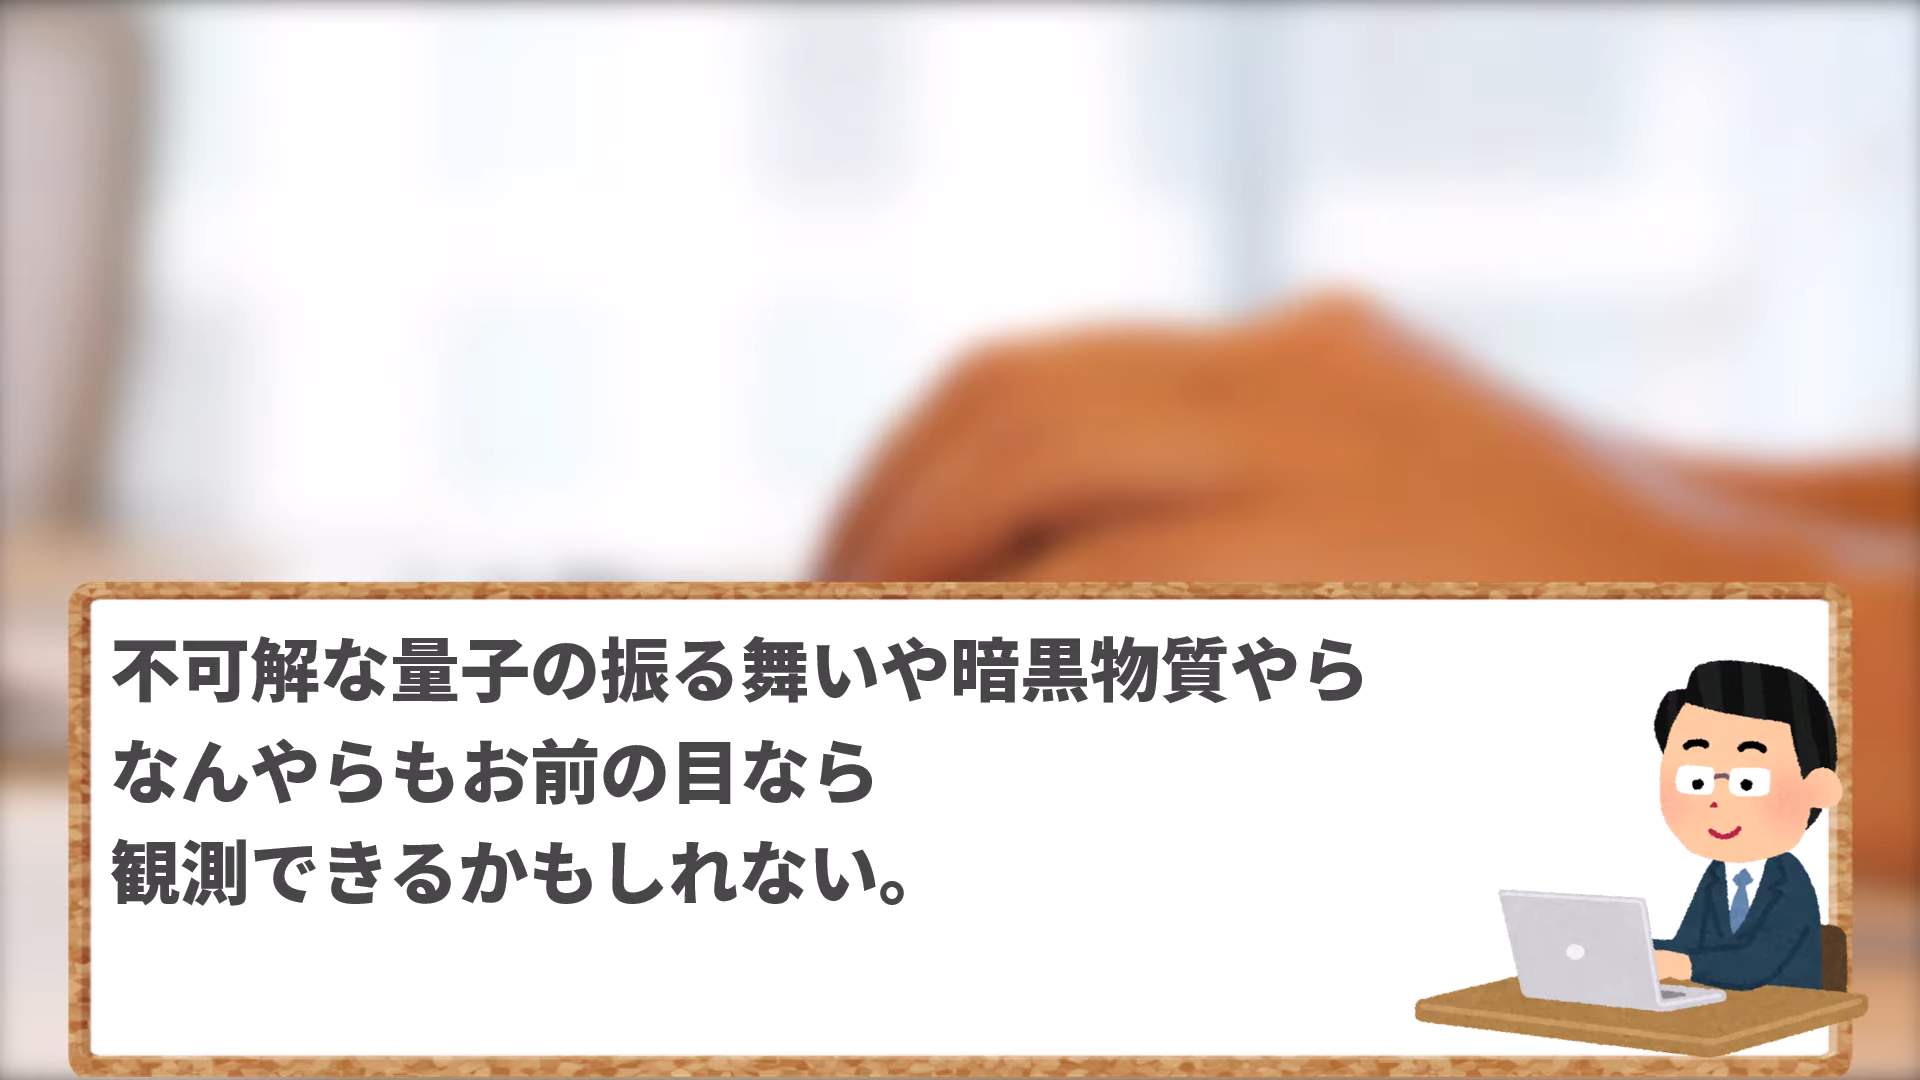 不可解な量子の振る舞いや暗黒物質やら
なんやらもお前の目なら
観測できるかもしれない。